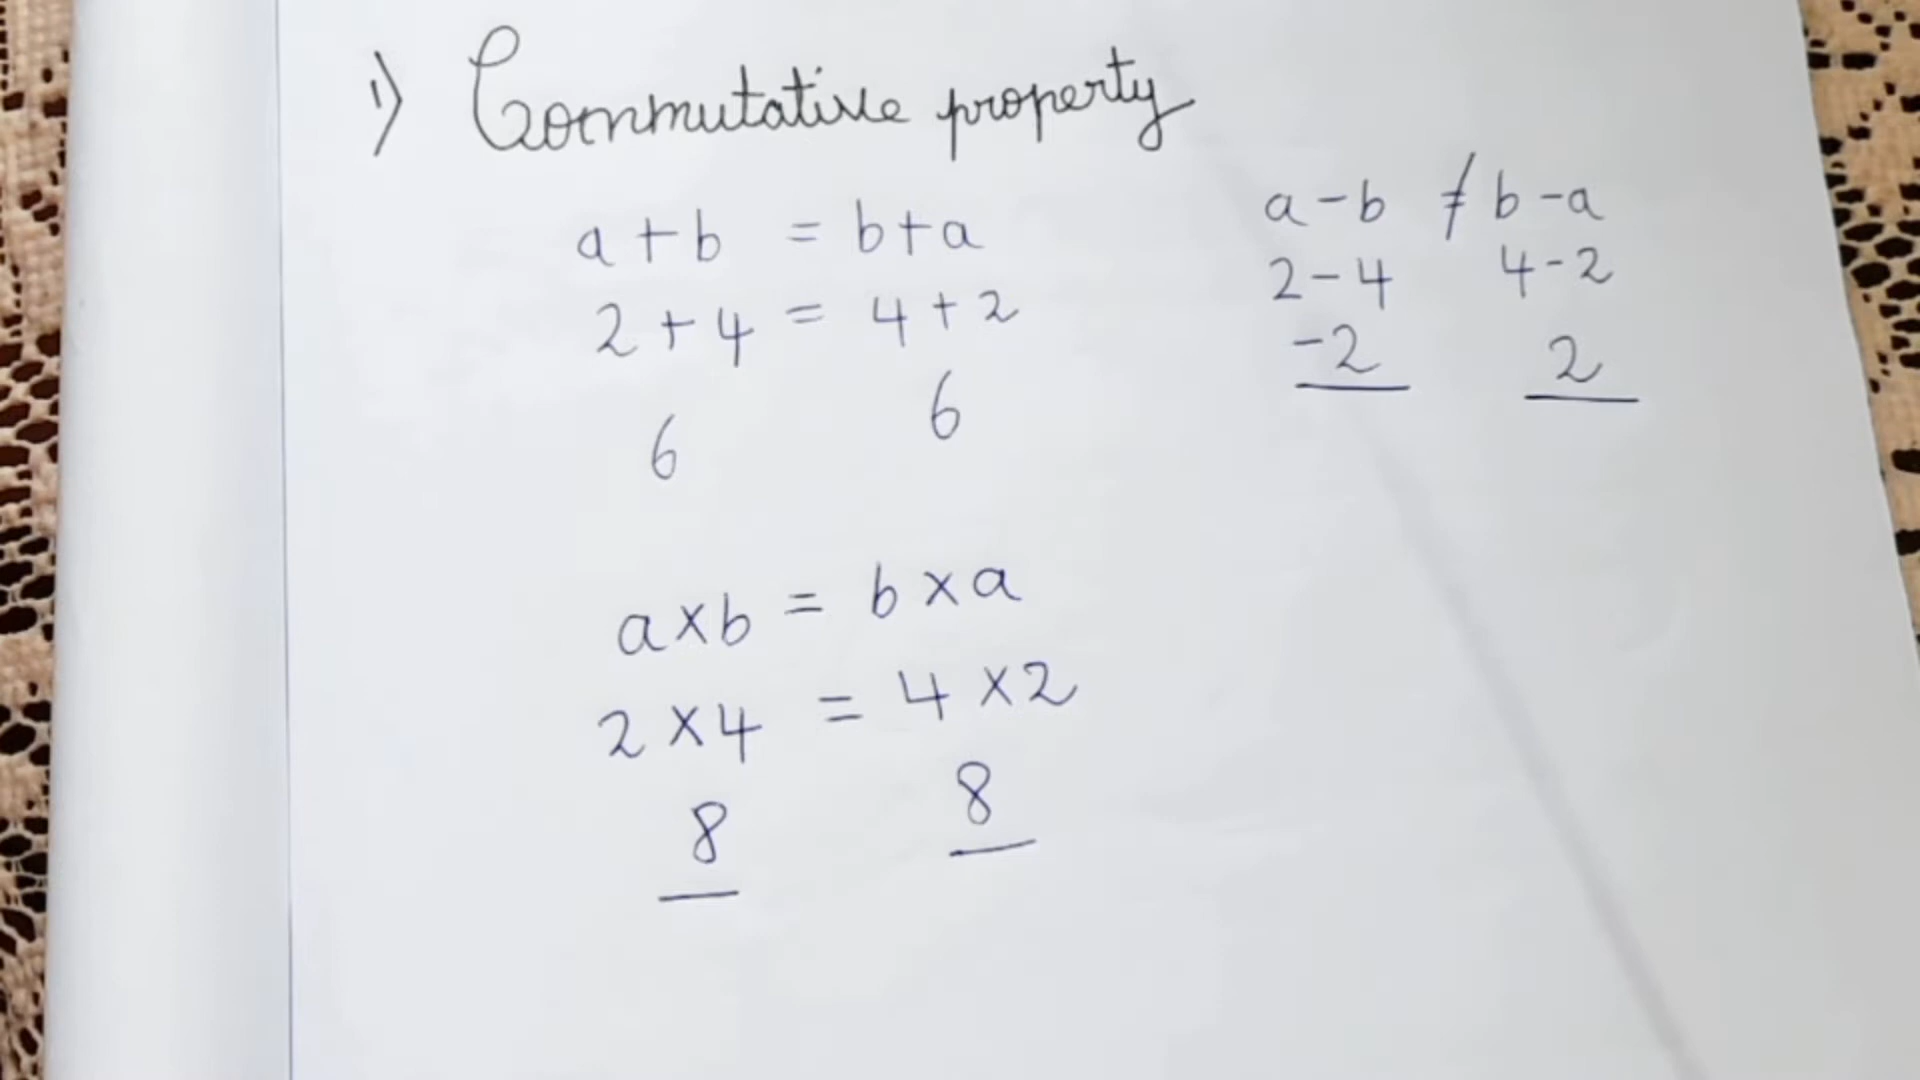 1) Commutative property
a + b = b + a
2 + 4 = 4 + 2
6 6
a - b ≠ b - a
2 - 4 4 - 2
-2 2
a × b = b × a
2 × 4 = 4 × 2
8 8